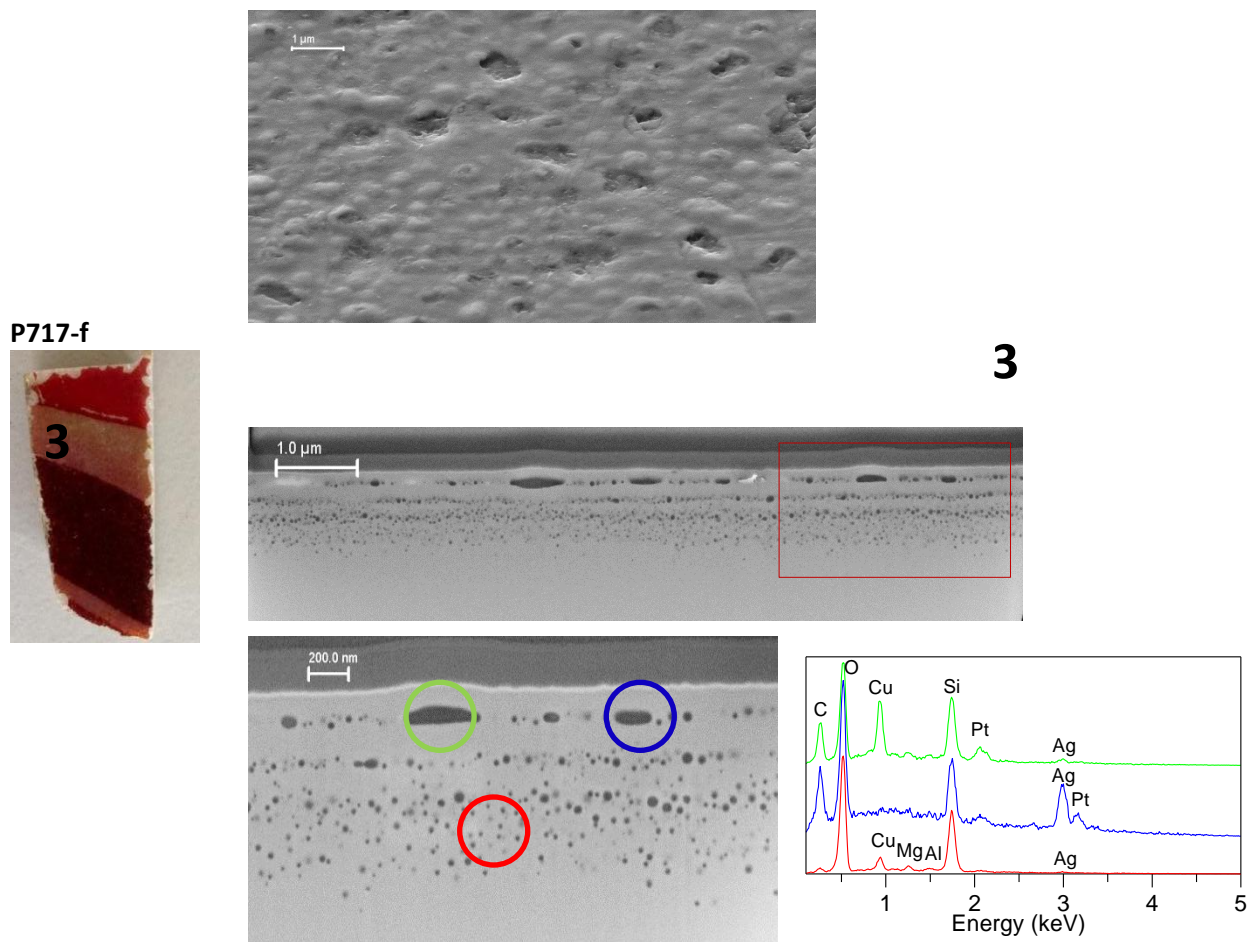 1 µm
P717-f
3
3
1.0 µm
200.0 nm
O
C
Cu
Si
Pt
Ag
Ag
Pt
Cu
Mg
Al
Ag
1
2
3
4
5
Energy (keV)